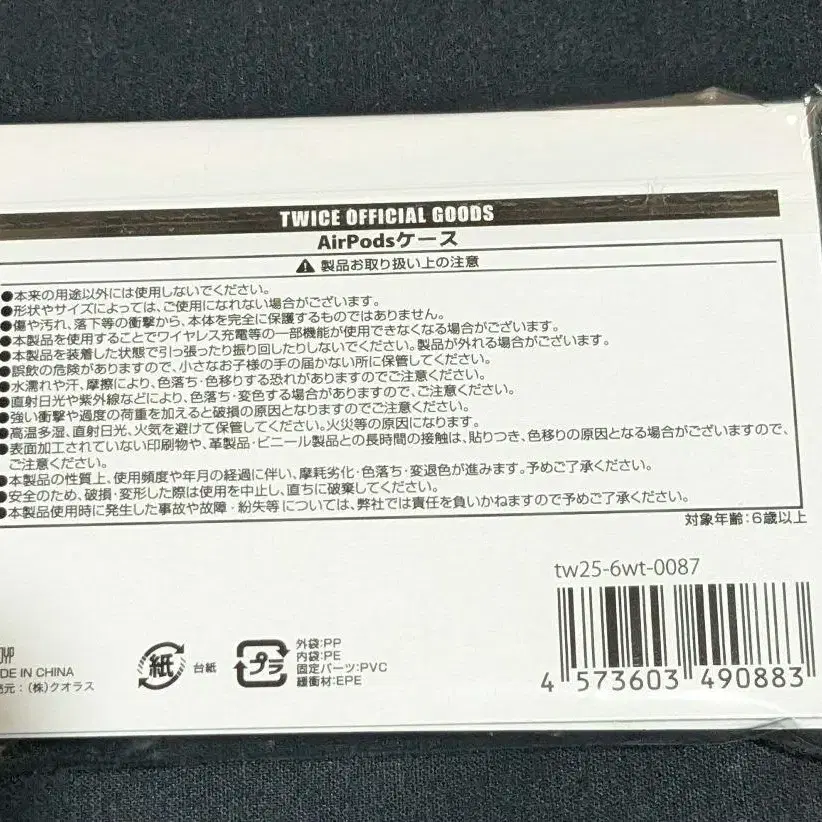 TWICE OFFICIAL GOODS
AirPodsケース
製品お取り扱い上の注意
●本来の用途以外には使用しないでください。
●形状やサイズによっては、ご使用になれない場合がございます。
●傷や汚れ、落下等の衝撃から、本体を完全に保護するものではありません。
●本製品を使用することでワイヤレス充電等の一部機能が使用できなくなる場合がございます。
●本製品を装着した状態で引っ張ったり振り回したりしないでください。製品が外れる場合がございます。
●誤飲の危険がありますので、小さなお子様の手の届かない所に保管してください。
●水濡れや汗、摩擦により、色落ち・色移りする恐れがありますのでご注意ください。
●直射日光や紫外線などにより、色落ち・変色する場合がありますので、ご注意ください。
●強い衝撃や過度の荷重を加えると破損の原因となりますのでご注意ください。
●高温多湿、直射日光、火気を避けて保管してください。火災等の原因になります。
●表面加工されていない印刷物や、革製品・ビニール製品との長時間の接触は、貼りつき、色移りの原因となる場合がございますので、
ご注意ください。
●本製品の性質上、使用頻度や年月の経過に伴い、摩耗劣化・色落ち・変退色が進みます。予めご了承ください。
●安全のため、破損・変形した際は使用を中止し、直ちに破棄してください。
●本製品使用時に発生した事故や故障・紛失等については、弊社では責任を負いかねますので予めご了承ください。
対象年齢:6歳以上
tw25-6wt-0087
JYP
DE IN CHINA
元:(株)クオラス
紙
台紙
プラ
外袋:PP
内袋:PE
固定パーツ:PVC
緩衝材:EPE
4 573603 490883